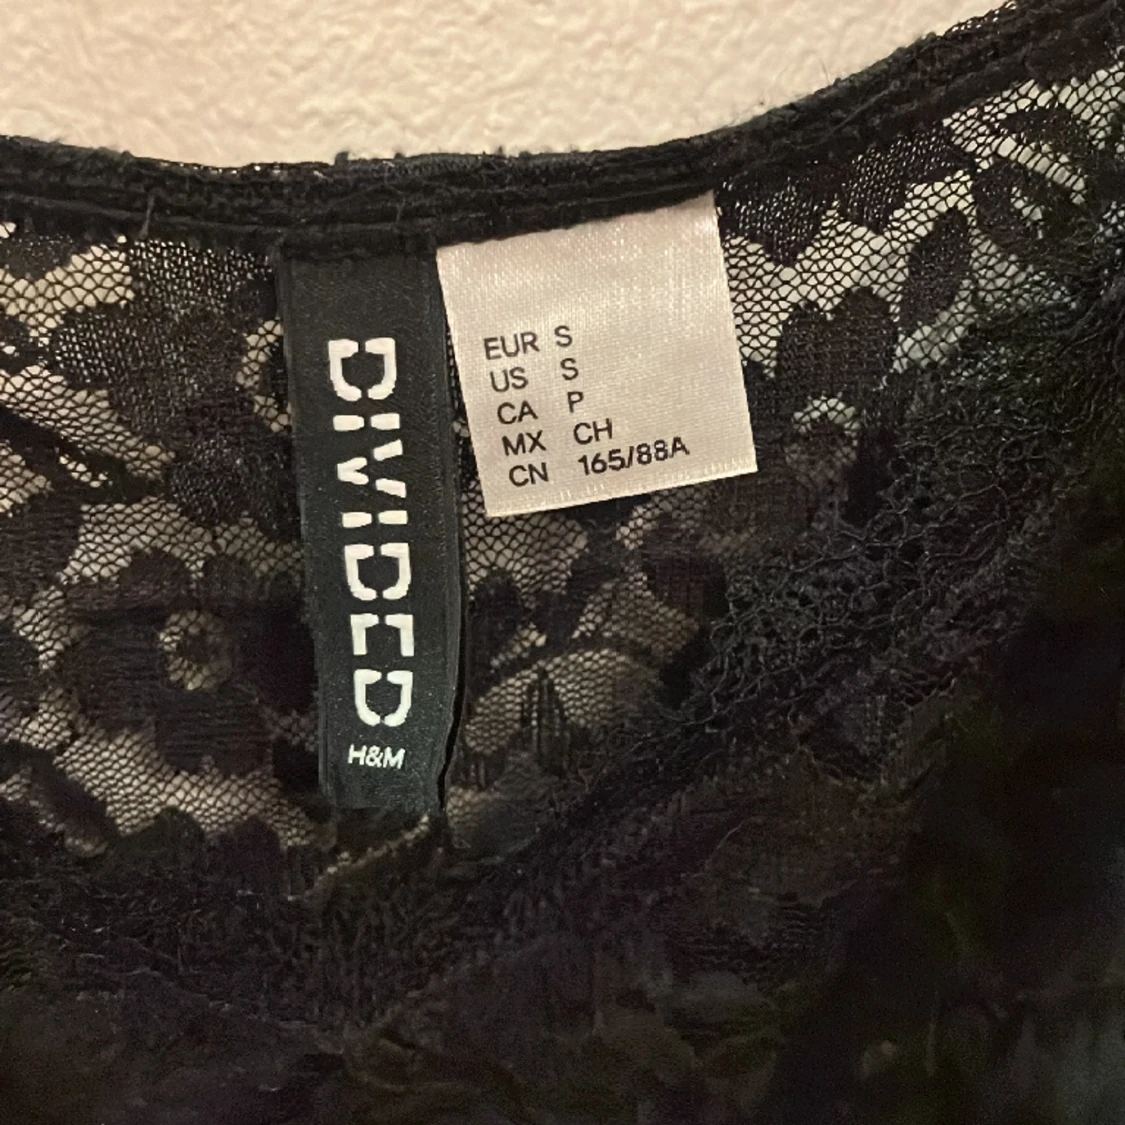 DIVIDED
H&M
EUR S
US S
CA P
MX CH
CN 165/88A